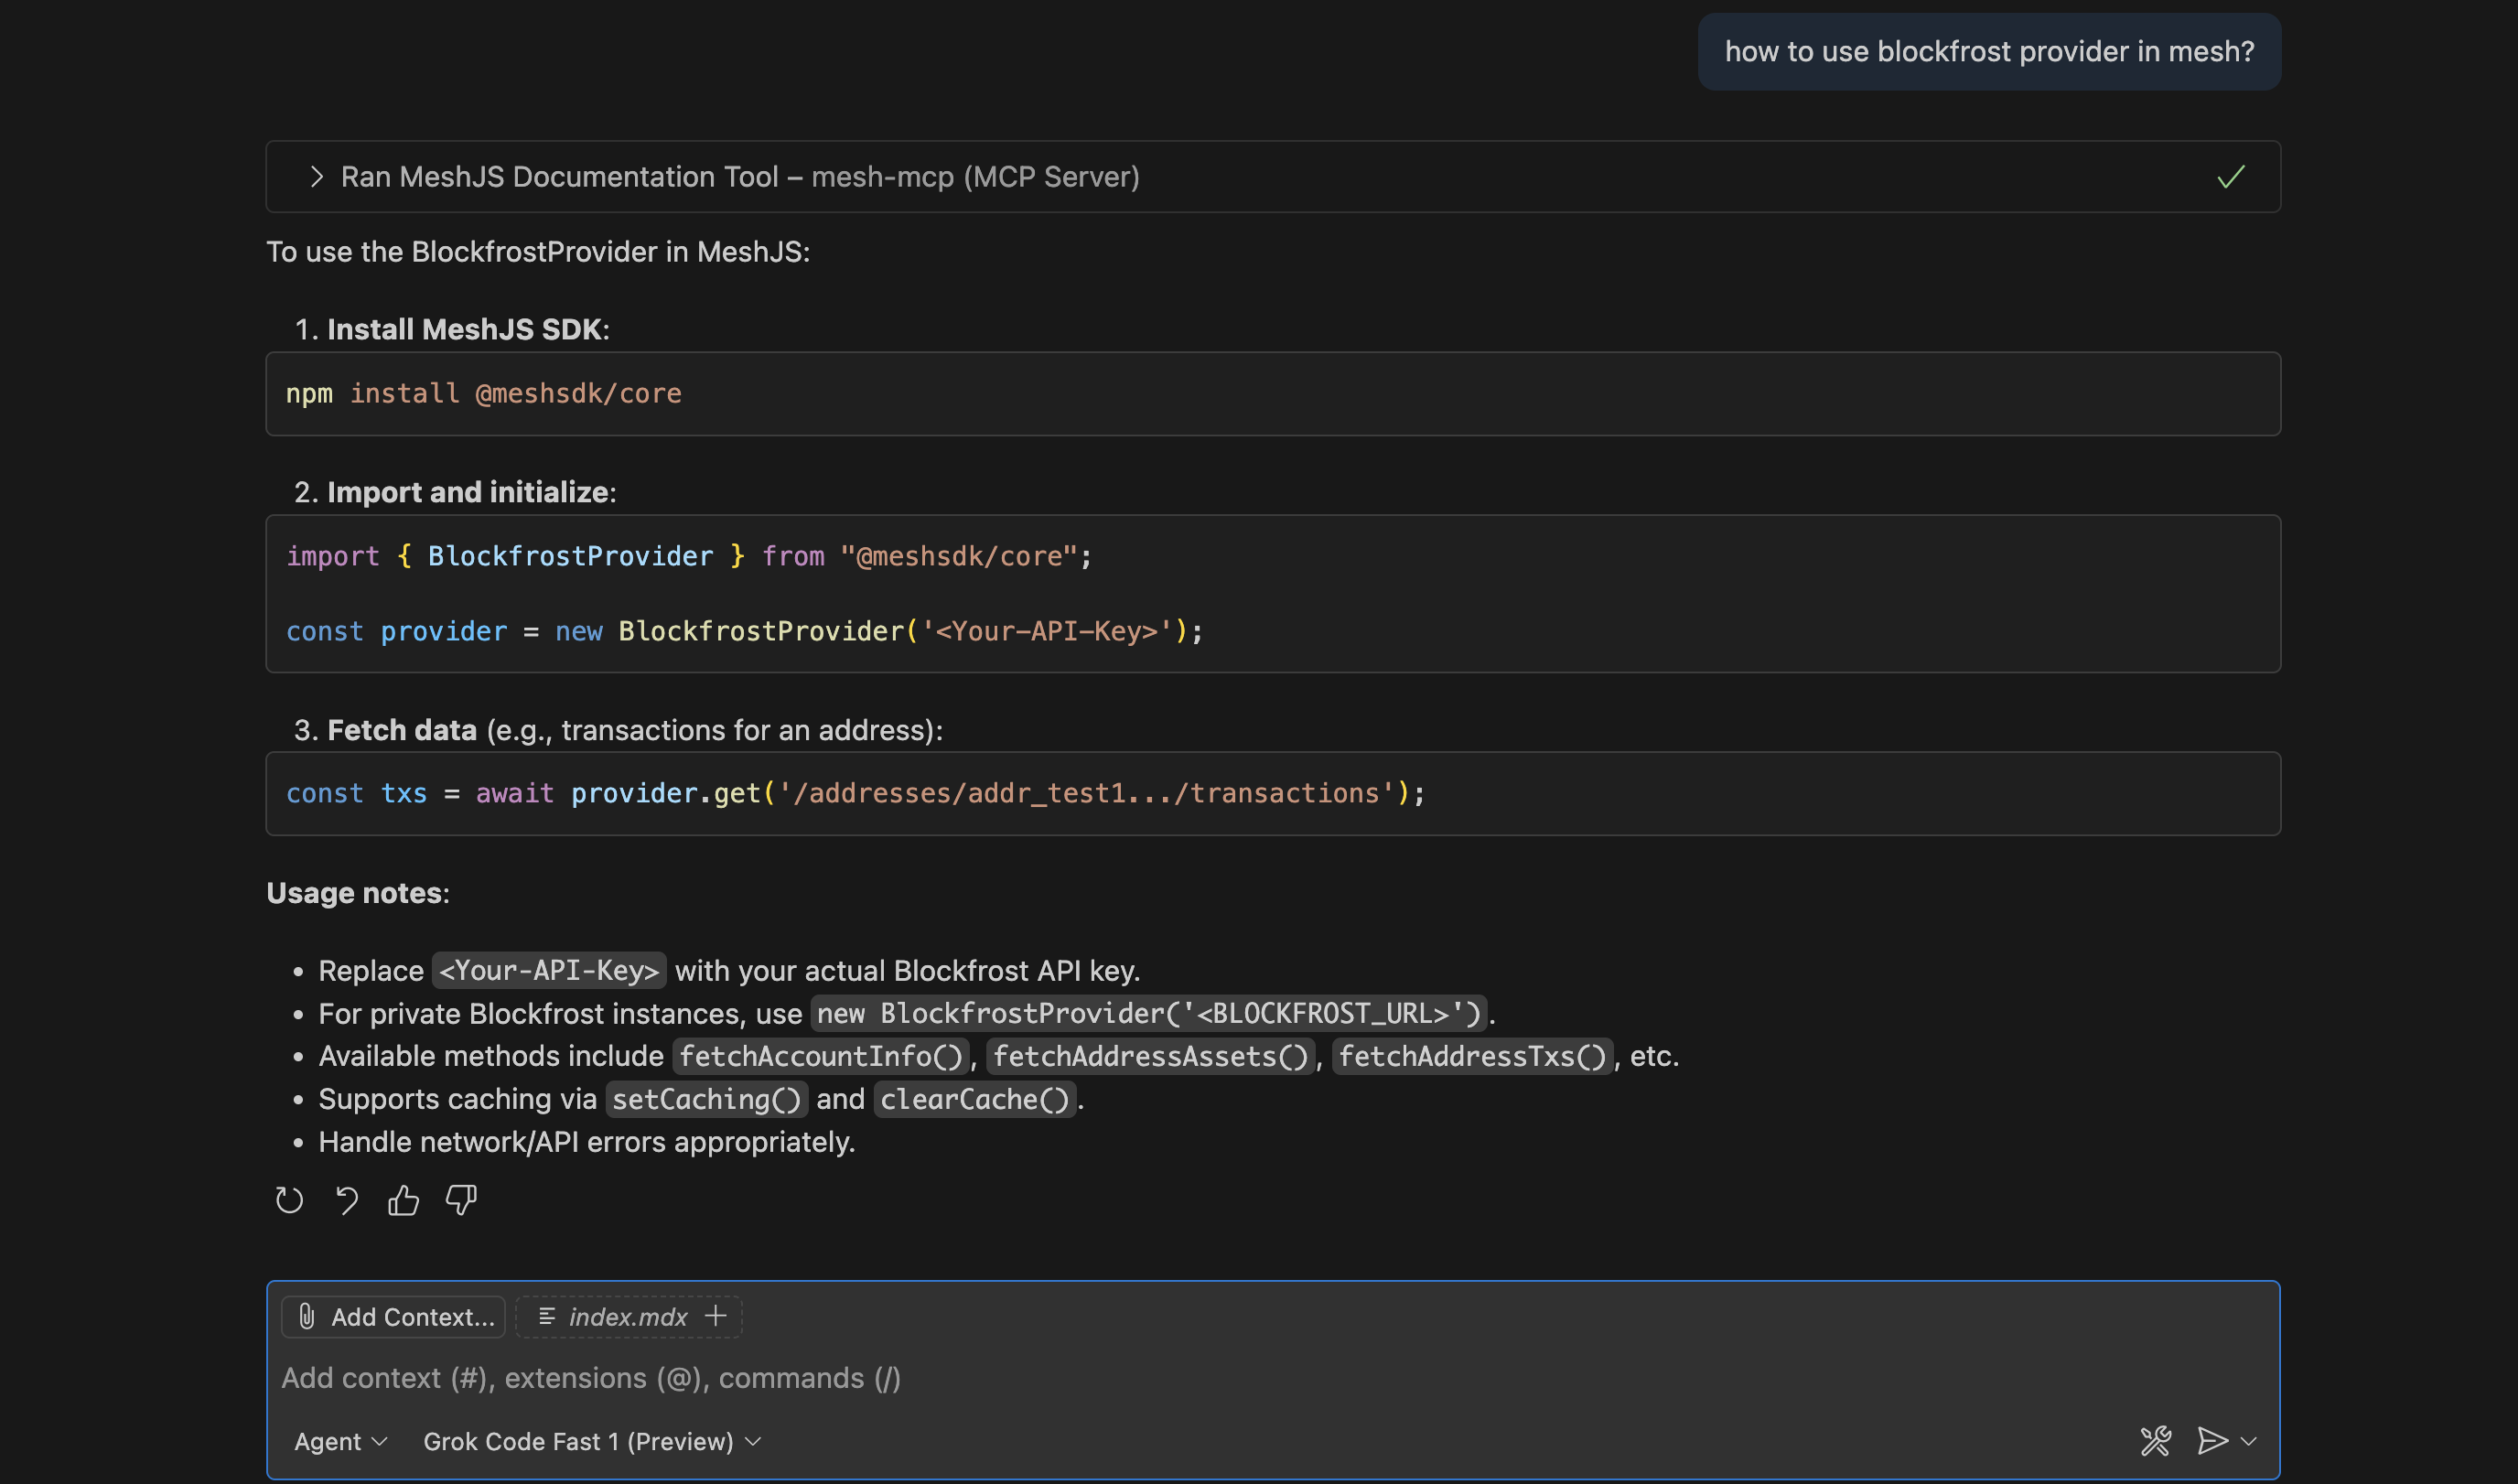 how to use blockfrost provider in mesh?
Ran MeshJS Documentation Tool – mesh-mcp (MCP Server)
To use the BlockfrostProvider in MeshJS:
1. Install MeshJS SDK:
npm install @meshsdk/core
2. Import and initialize:
import { BlockfrostProvider } from "@meshsdk/core";
const provider = new BlockfrostProvider('<Your-API-Key>');
3. Fetch data (e.g., transactions for an address):
const txs = await provider.get('/addresses/addr_test1.../transactions');
Usage notes:
• Replace <Your-API-Key> with your actual Blockfrost API key.
• For private Blockfrost instances, use new BlockfrostProvider('<BLOCKFROST_URL>').
• Available methods include fetchAccountInfo(), fetchAddressAssets(), fetchAddressTxs(), etc.
• Supports caching via setCaching() and clearCache().
• Handle network/API errors appropriately.
Add Context... index.mdx
Add context (#), extensions (@), commands (/)
Agent Grok Code Fast 1 (Preview)